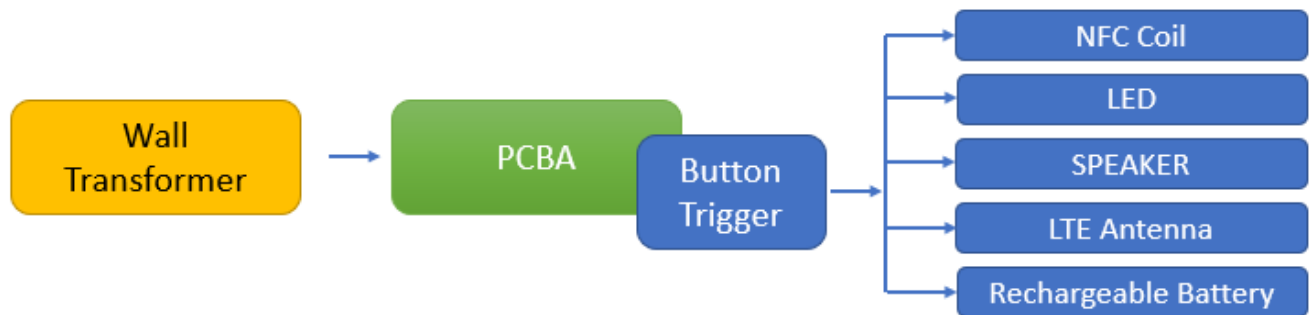 Wall
Transformer
PCBA
Button
Trigger
NFC Coil
LED
SPEAKER
LTE Antenna
Rechargeable Battery